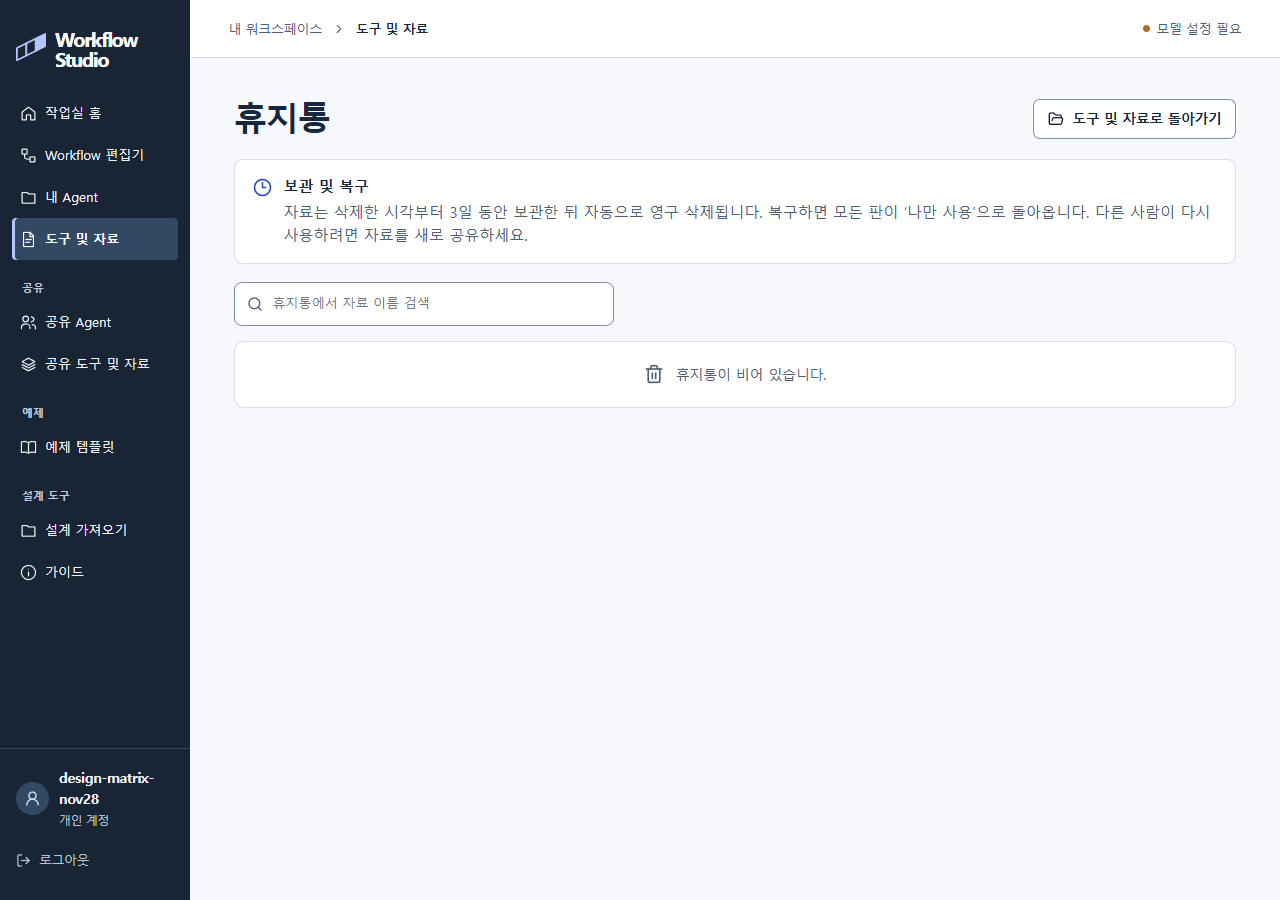 Workflow
Studio
작업실 홈
Workflow 편집기
내 Agent
도구 및 자료
공유
공유 Agent
공유 도구 및 자료
예제
예제 템플릿
설계 도구
설계 가져오기
가이드
design-matrix-
nov28
개인 계정
로그아웃
내 워크스페이스 > 도구 및 자료
모델 설정 필요
휴지통
도구 및 자료로 돌아가기
보관 및 복구
자료는 삭제한 시각부터 3일 동안 보관한 뒤 자동으로 영구 삭제됩니다. 복구하면 모든 판이 ‘나만 사용’으로 돌아옵니다. 다른 사람이 다시
사용하려면 자료를 새로 공유하세요.
휴지통에서 자료 이름 검색
휴지통이 비어 있습니다.